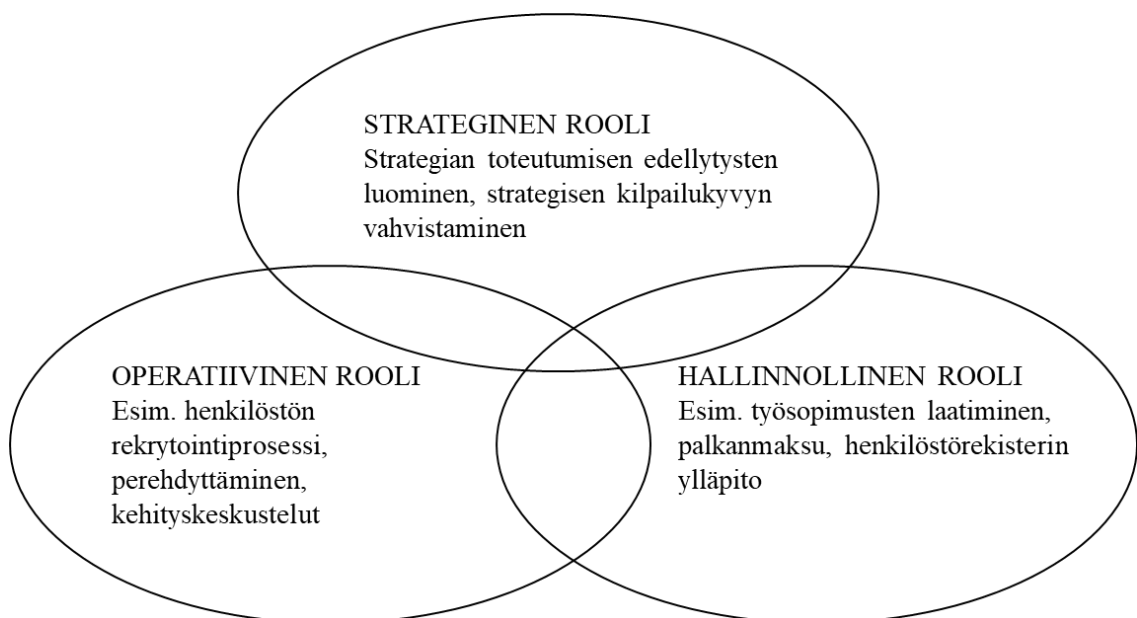 STRATEGINEN ROOLI
Strategian toteutumisen edellytysten
luominen, strategisen kilpailukyvyn
vahvistaminen
OPERATIIVINEN ROOLI
Esim. henkilöstön
rekrytointiprosessi,
perehdyttäminen,
kehityskeskustelut
HALLINNOLLINEN ROOLI
Esim. työsopimusten laatiminen,
palkanmaksu, henkilöstörekisterin
ylläpito